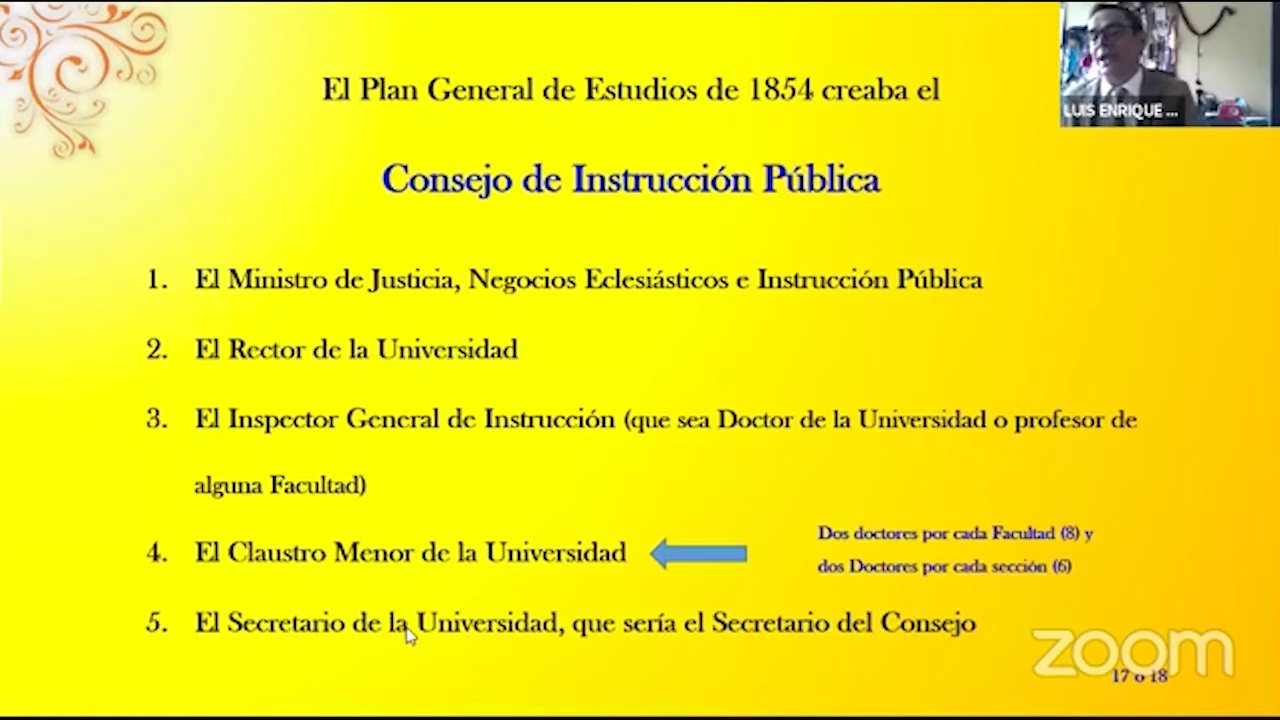 El Plan General de Estudios de 1854 creaba el
LUIS ENRIQUE ...
Consejo de Instrucción Pública
1. El Ministro de Justicia, Negocios Eclesiásticos e Instrucción Pública
2. El Rector de la Universidad
3. El Inspector General de Instrucción (que sea Doctor de la Universidad o profesor de
alguna Facultad)
4. El Claustro Menor de la Universidad
Dos doctores por cada Facultad (8) y
dos Doctores por cada sección (6)
5. El Secretario de la Universidad, que sería el Secretario del Consejo
zoom
17 o 18